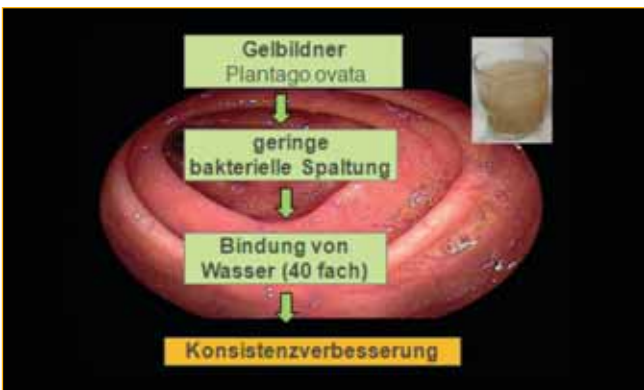 Gelbildner
Plantago ovata
geringe
bakterielle Spaltung
Bindung von
Wasser (40 fach)
Konsistenzverbesserung